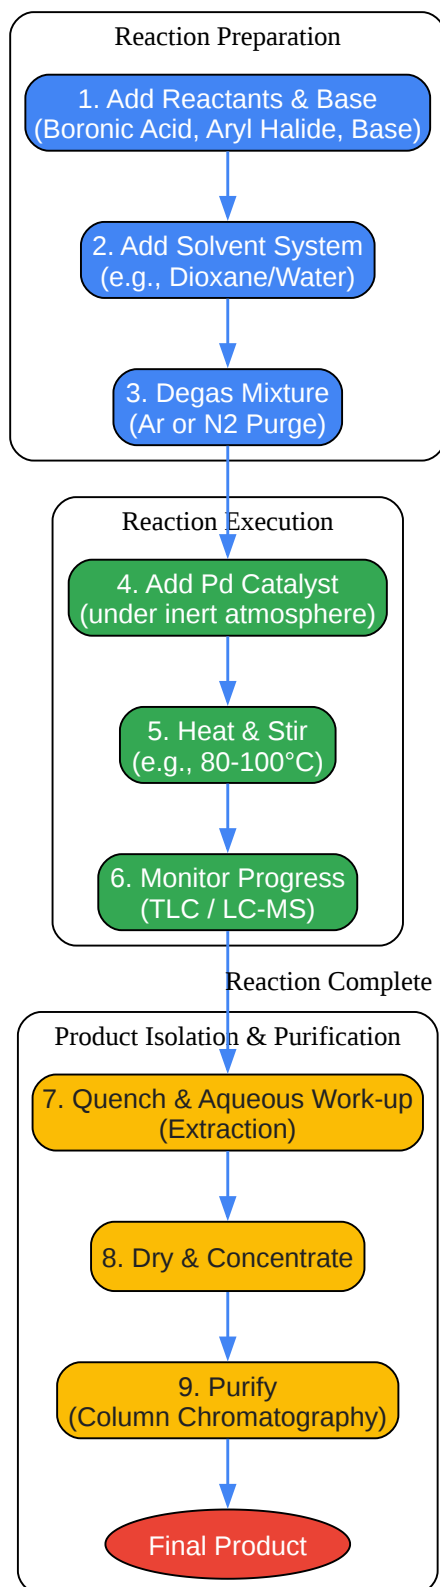 Reaction Preparation
1. Add Reactants & Base
(Boronic Acid, Aryl Halide, Base)
2. Add Solvent System
(e.g., Dioxane/Water)
3. Degas Mixture
(Ar or N2 Purge)
Reaction Execution
4. Add Pd Catalyst
(under inert atmosphere)
5. Heat & Stir
(e.g., 80-100°C)
6. Monitor Progress
(TLC / LC-MS)
Reaction Complete
Product Isolation & Purification
7. Quench & Aqueous Work-up
(Extraction)
8. Dry & Concentrate
9. Purify
(Column Chromatography)
Final Product